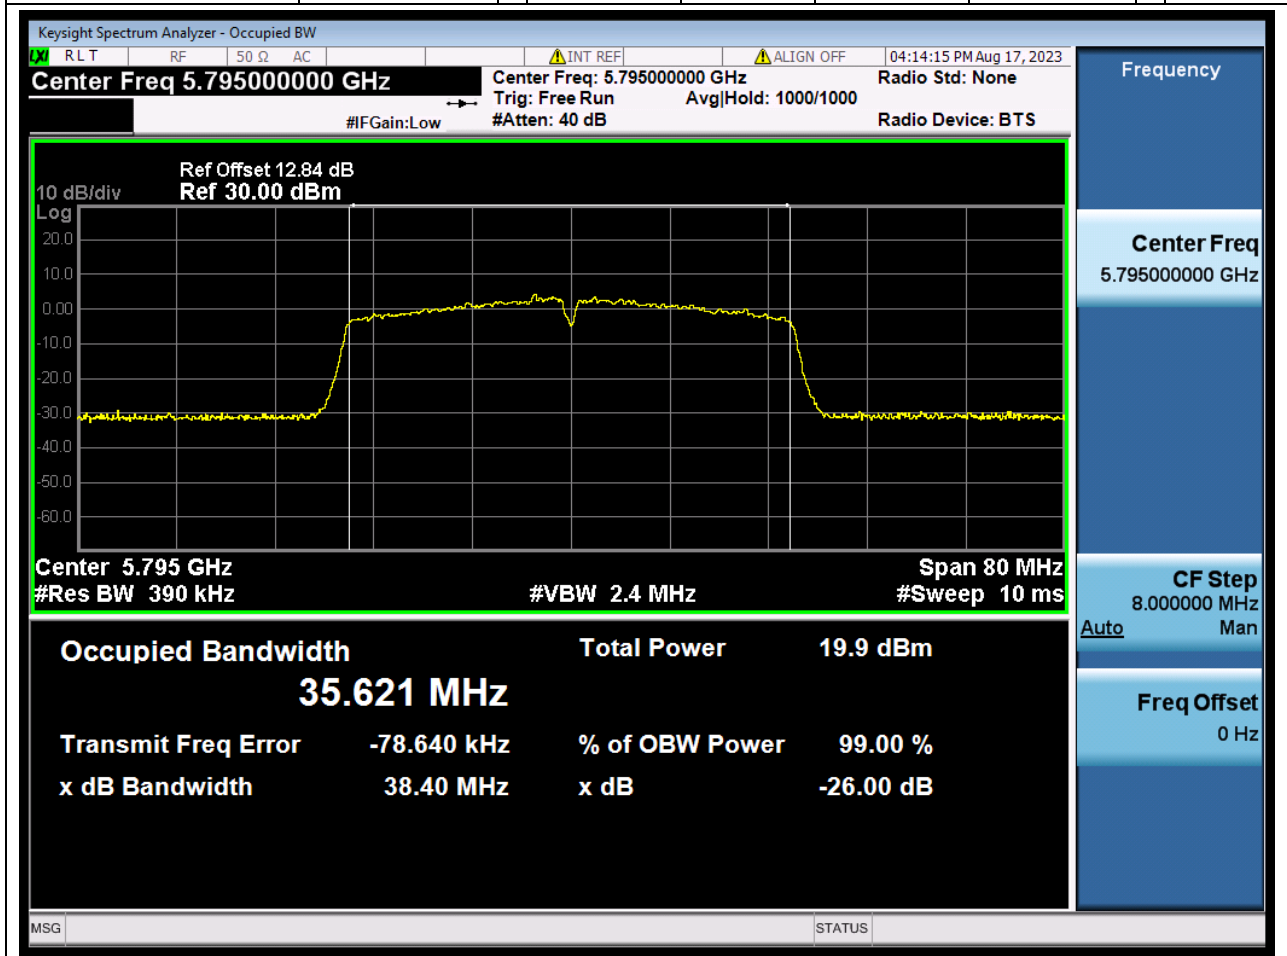 Keysight Spectrum Analyzer - Occupied BW
LXI RLT RF 50 Ω AC INT REF ALIGN OFF 04:14:15 PM Aug 17, 2023
Center Freq 5.795000000 GHz
Center Freq: 5.795000000 GHz Radio Std: None
Trig: Free Run Avg|Hold: 1000/1000
#IFGain:Low #Atten: 40 dB Radio Device: BTS
Ref Offset 12.84 dB
10 dB/div Ref 30.00 dBm
Log
20.0
10.0
0.00
-10.0
-20.0
-30.0
-40.0
-50.0
-60.0
Center 5.795 GHz Span 80 MHz
#Res BW 390 kHz #VBW 2.4 MHz #Sweep 10 ms
Occupied Bandwidth Total Power 19.9 dBm
35.621 MHz
Transmit Freq Error -78.640 kHz % of OBW Power 99.00 %
x dB Bandwidth 38.40 MHz x dB -26.00 dB
MSG STATUS
Frequency
Center Freq
5.795000000 GHz
CF Step
8.000000 MHz
Auto Man
Freq Offset
0 Hz